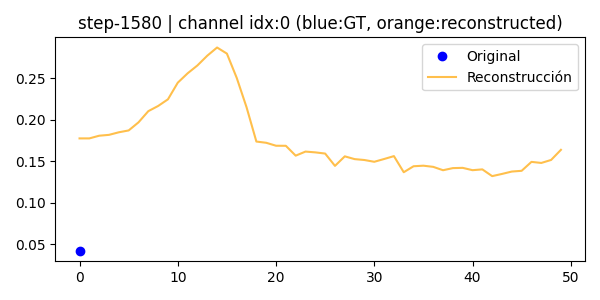 step-1580 | channel idx:0 (blue:GT, orange:reconstructed)
Original
Reconstrucción
0.25
0.20
0.15
0.10
0.05
0 10 20 30 40 50